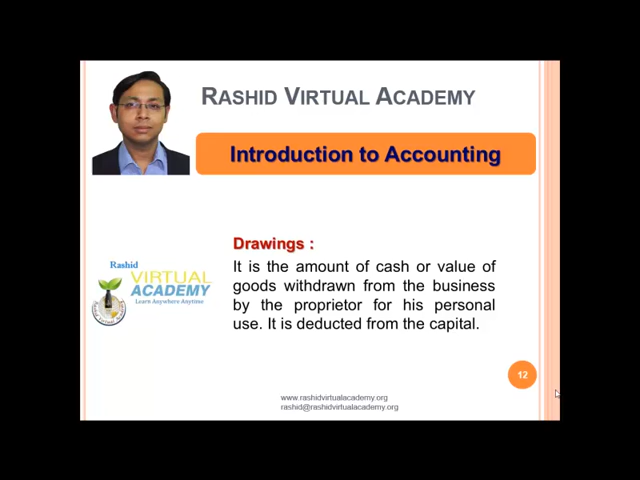 RASHID VIRTUAL ACADEMY
Introduction to Accounting
Drawings :
It is the amount of cash or value of
goods withdrawn from the business
by the proprietor for his personal
use. It is deducted from the capital.
Rashid
VIRTUAL
ACADEMY
Learn Anywhere Anytime
12
www.rashidvirtualacademy.org
rashid@rashidvirtualacademy.org